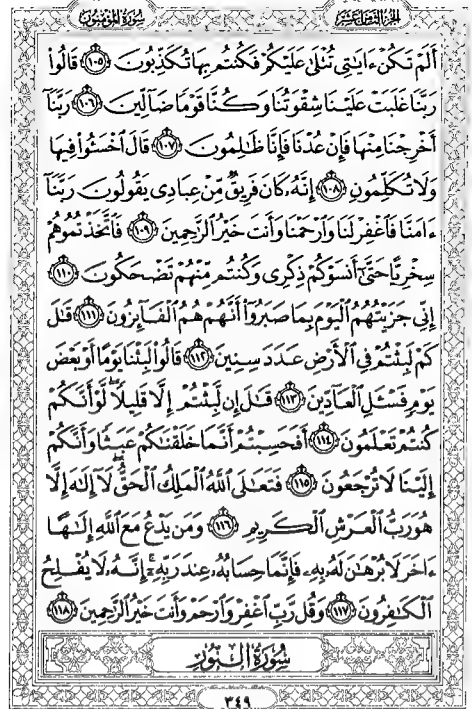 الجزء الثامن عشر سورة المؤمنون
أَلَمْ تَكُنْ ءَايَٰتِى تُتْلَىٰ عَلَيْكُمْ فَكُنتُم بِهَا تُكَذِّبُونَ ١٠٥ قَالُوا۟
رَبَّنَا غَلَبَتْ عَلَيْنَا شِقْوَتُنَا وَكُنَّا قَوْمًا ضَآلِّينَ ١٠٦ رَبَّنَآ
أَخْرِجْنَا مِنْهَا فَإِنْ عُدْنَا فَإِنَّا ظَٰلِمُونَ ١٠٧ قَالَ ٱخْسَـُٔوا۟ فِيهَا
وَلَا تُكَلِّمُونِ ١٠٨ إِنَّهُۥ كَانَ فَرِيقٌ مِّنْ عِبَادِى يَقُولُونَ رَبَّنَآ
ءَامَنَّا فَٱغْفِرْ لَنَا وَٱرْحَمْنَا وَأَنتَ خَيْرُ ٱلرَّٰحِمِينَ ١٠٩ فَٱتَّخَذْتُمُوهُمْ
سِخْرِيًّا حَتَّىٰٓ أَنسَوْكُمْ ذِكْرِى وَكُنتُم مِّنْهُمْ تَضْحَكُونَ ١١٠
إِنِّى جَزَيْتُهُمُ ٱلْيَوْمَ بِمَا صَبَرُوٓا۟ أَنَّهُمْ هُمُ ٱلْفَآئِزُونَ ١١١ قَٰلَ
كَمْ لَبِثْتُمْ فِى ٱلْأَرْضِ عَدَدَ سِنِينَ ١١٢ قَالُوا۟ لَبِثْنَا يَوْمًا أَوْ بَعْضَ
يَوْمٍ فَسْـَٔلِ ٱلْعَآدِّينَ ١١٣ قَٰلَ إِن لَّبِثْتُمْ إِلَّا قَلِيلًا لَّوْ أَنَّكُمْ
كُنتُمْ تَعْلَمُونَ ١١٤ أَفَحَسِبْتُمْ أَنَّمَا خَلَقْنَٰكُمْ عَبَثًا وَأَنَّكُمْ
إِلَيْنَا لَا تُرْجَعُونَ ١١٥ فَتَعَٰلَى ٱللَّهُ ٱلْمَلِكُ ٱلْحَقُّ لَآ إِلَٰهَ إِلَّا
هُوَ رَبُّ ٱلْعَرْشِ ٱلْكَرِيمِ ١١٦ وَمَن يَدْعُ مَعَ ٱللَّهِ إِلَٰهًا
ءَاخَرَ لَا بُرْهَٰنَ لَهُۥ بِهِۦ فَإِنَّمَا حِسَابُهُۥ عِندَ رَبِّهِۦٓ ۚ إِنَّهُۥ لَا يُفْلِحُ
ٱلْكَٰفِرُونَ ١١٧ وَقُل رَّبِّ ٱغْفِرْ وَٱرْحَمْ وَأَنتَ خَيْرُ ٱلرَّٰحِمِينَ ١١٨
سُورَةُ النُّورِ
٣٤٩